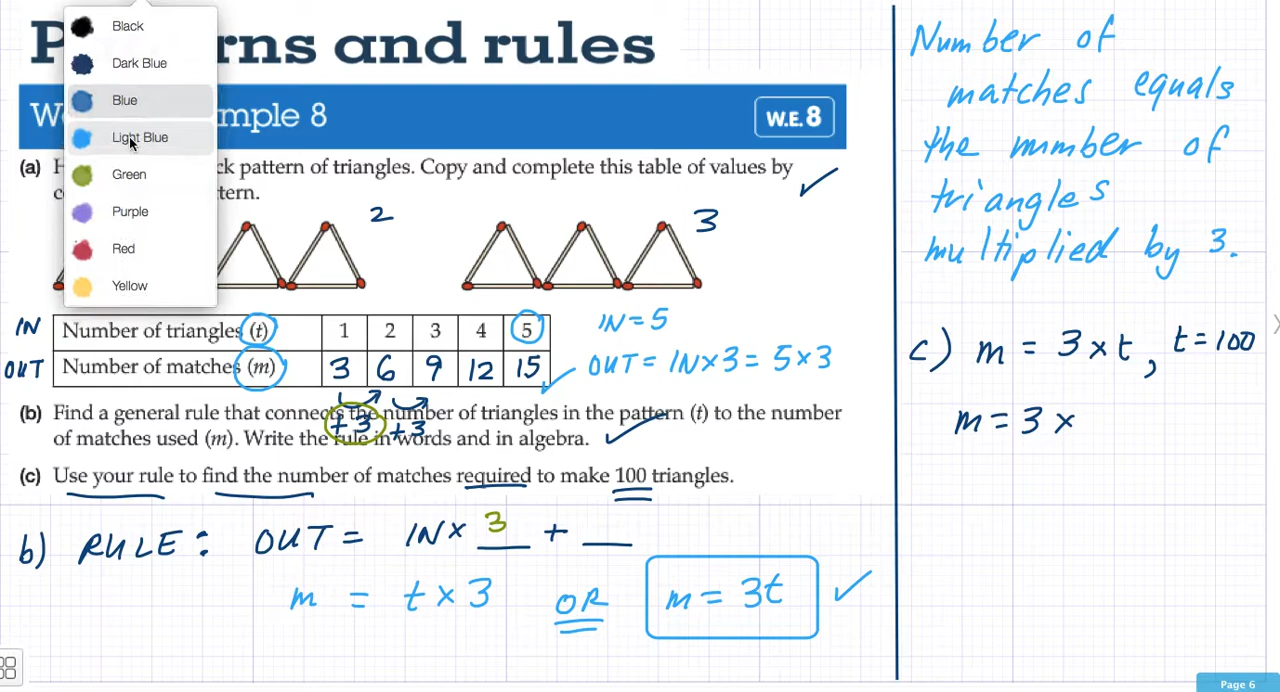 Black
Dark Blue
Blue
Light Blue
Green
Purple
Red
Yellow
rns and rules
mple 8
W.E.8
(a) ck pattern of triangles. Copy and complete this table of values by
tern.
2
3
IN Number of triangles (t) 1 2 3 4 5
OUT Number of matches (m) 3 6 9 12 15
IN = 5
OUT = IN × 3 = 5 × 3
(b) Find a general rule that connects the number of triangles in the pattern (t) to the number
of matches used (m). Write the rule in words and in algebra.
+3 +3
(c) Use your rule to find the number of matches required to make 100 triangles.
b) RULE: OUT = IN × 3 + __
m = t × 3 OR m = 3t
Number of
matches equals
the number of
triangles
multiplied by 3.
c) m = 3 × t, t = 100
m = 3 ×
Page 6